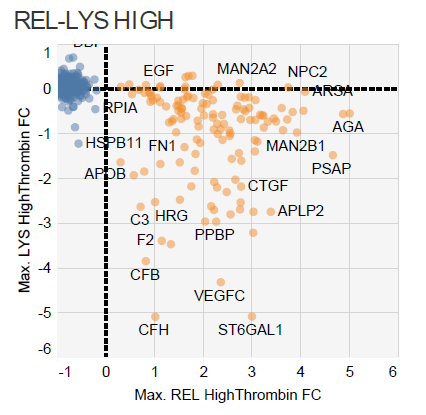 REL-LYS HIGH
DBI
EGF
MAN2A2
NPC2
ARSA
RPIA
AGA
HSPB11
FN1
MAN2B1
PSAP
APOB
CTGF
C3
HRG
APLP2
F2
PPBP
CFB
VEGFC
CFH
ST6GAL1
1
0
-1
-2
-3
-4
-5
-6
Max. LYS HighThrombin FC
-1 0 1 2 3 4 5 6
Max. REL HighThrombin FC